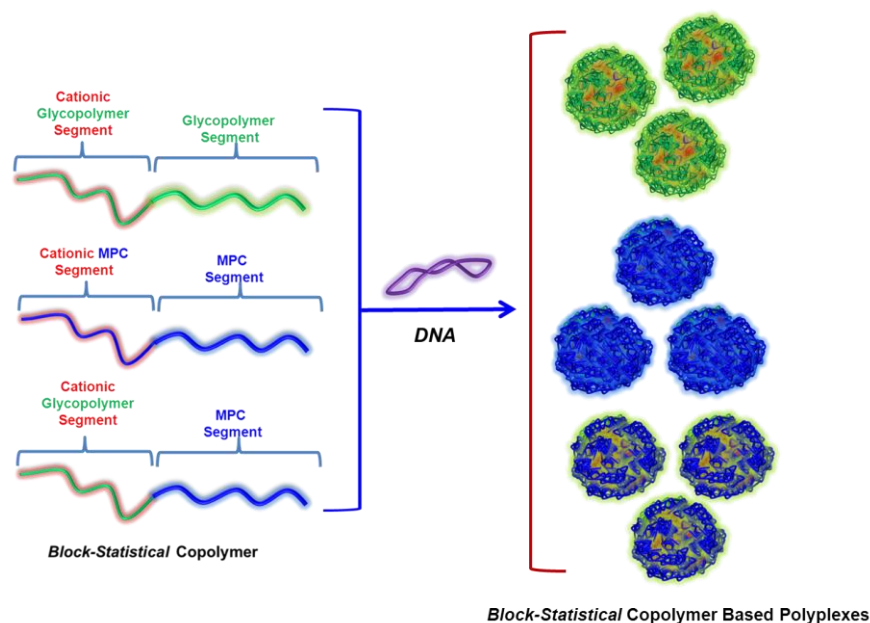 Cationic
Glycopolymer
Segment
Glycopolymer
Segment
Cationic MPC
Segment
MPC
Segment
Cationic
Glycopolymer
Segment
MPC
Segment
Block-Statistical Copolymer
DNA
Block-Statistical Copolymer Based Polyplexes